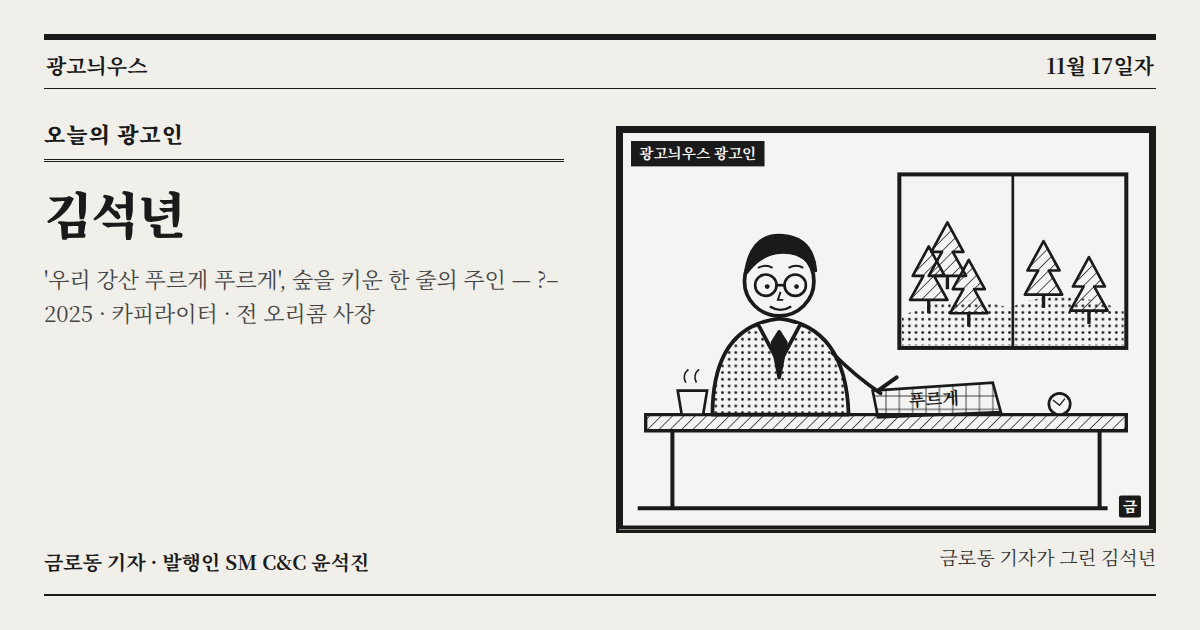 광고늬우스
11월 17일자
오늘의 광고인
김석년
'우리 강산 푸르게 푸르게', 숲을 키운 한 줄의 주인 — ?–
2025 · 카피라이터 · 전 오리콤 사장
광고늬우스 광고인
푸르게
금
금로동 기자 · 발행인 SM C&C 윤석진
금로동 기자가 그린 김석년